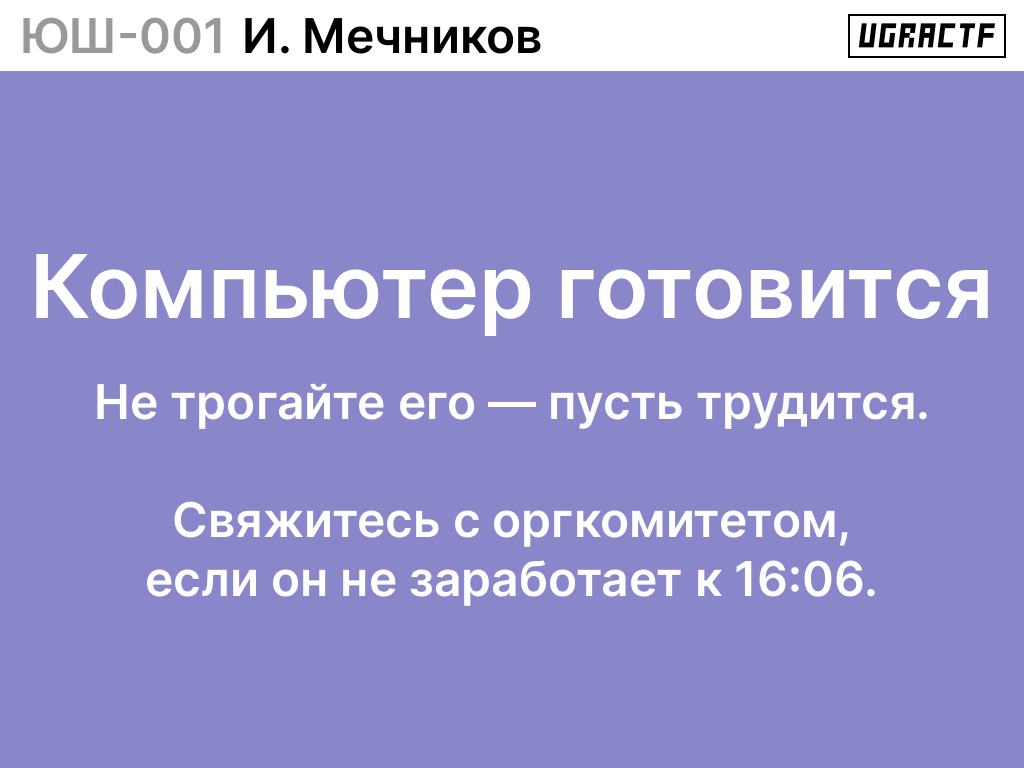 ЮШ-001 И. Мечников
UGRACTF
Компьютер готовится
Не трогайте его — пусть трудится.
Свяжитесь с оргкомитетом,
если он не заработает к 16:06.